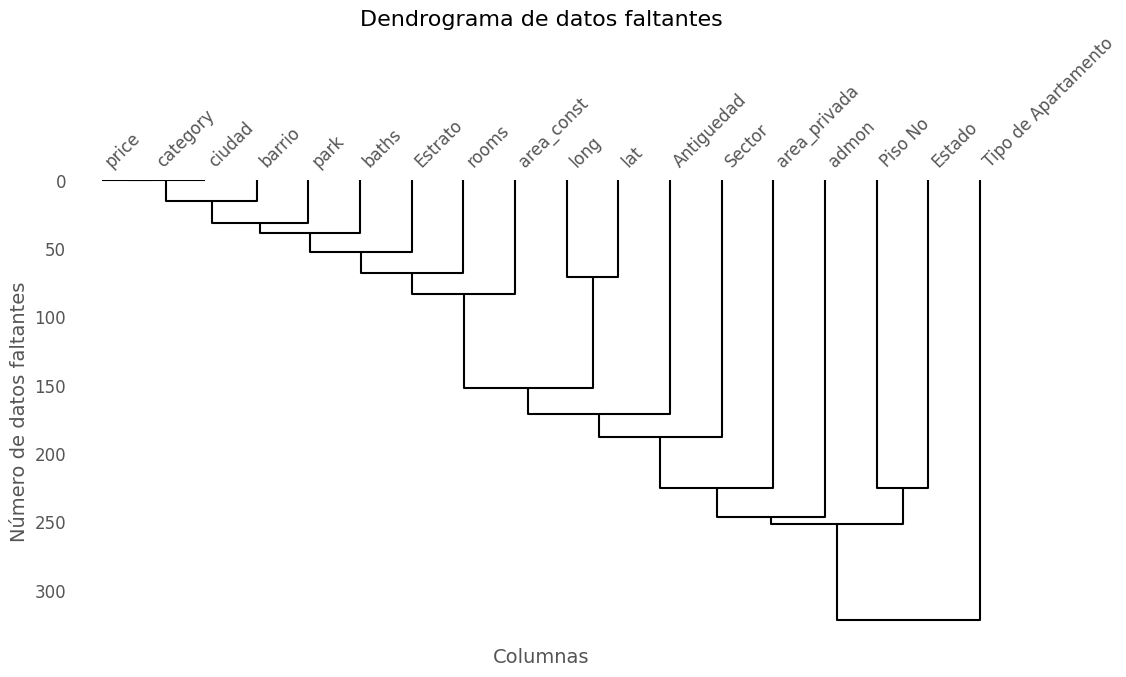 Dendrograma de datos faltantes
price
category
ciudad
barrio
park
baths
Estrato
rooms
area_const
long
lat
Antiguedad
Sector
area_privada
admon
Piso No
Estado
Tipo de Apartamento
0
50
100
150
200
250
300
Número de datos faltantes
Columnas